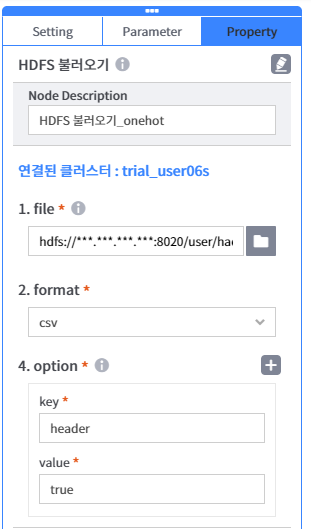 Setting Parameter Property
HDFS 불러오기
Node Description
HDFS 불러오기_onehot
연결된 클러스터 : trial_user06s
1. file *
hdfs://***.***.***.***:8020/user/had
2. format *
csv
4. option *
key *
header
value *
true